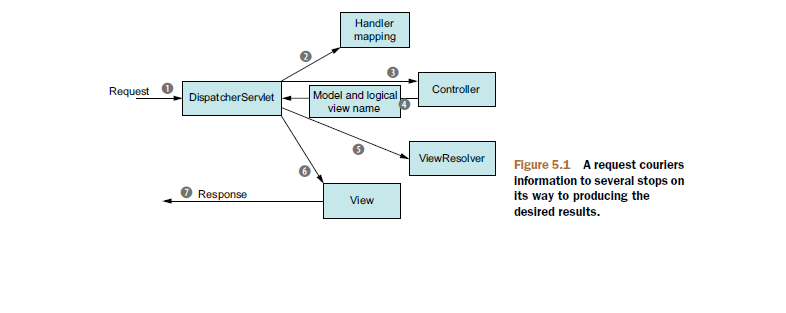 Handler
mapping
2
3
Request 1
DispatcherServlet
Model and logical
view name
4
Controller
5
ViewResolver
6
7 Response
View
Figure 5.1 A request couriers
information to several stops on
its way to producing the
desired results.